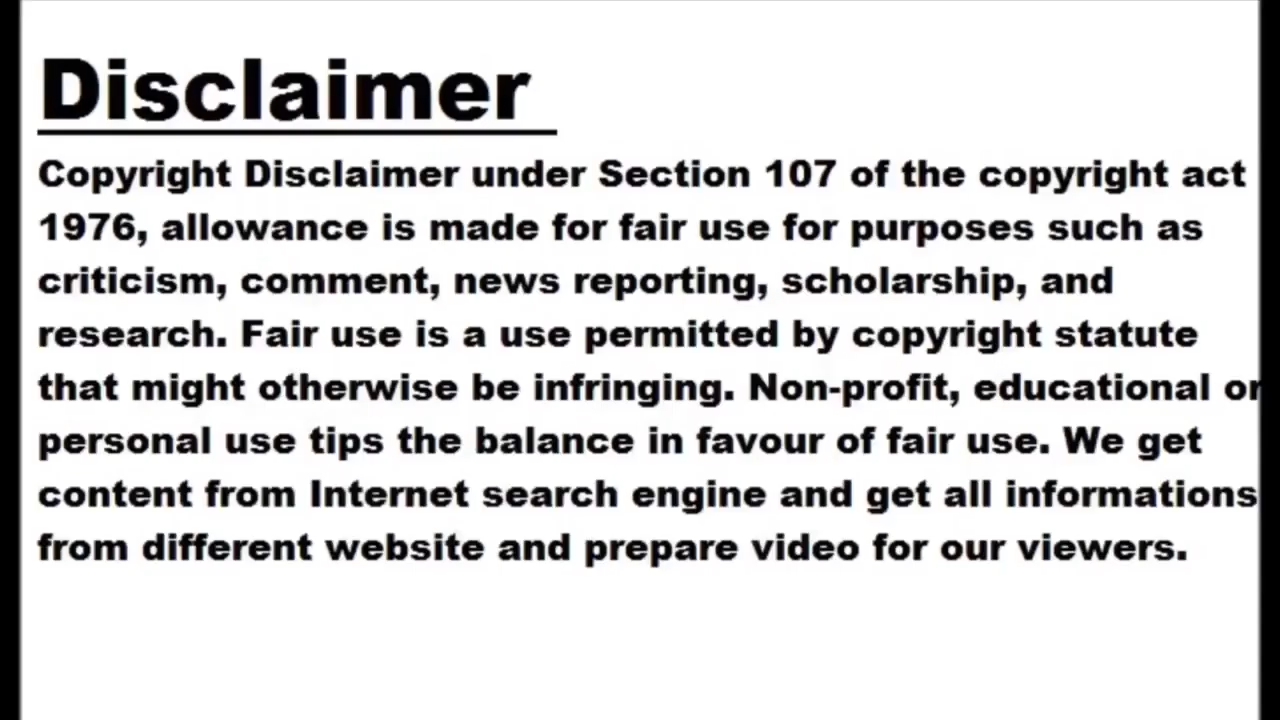 Disclaimer
Copyright Disclaimer under Section 107 of the copyright act
1976, allowance is made for fair use for purposes such as
criticism, comment, news reporting, scholarship, and
research. Fair use is a use permitted by copyright statute
that might otherwise be infringing. Non-profit, educational or
personal use tips the balance in favour of fair use. We get
content from Internet search engine and get all informations
from different website and prepare video for our viewers.